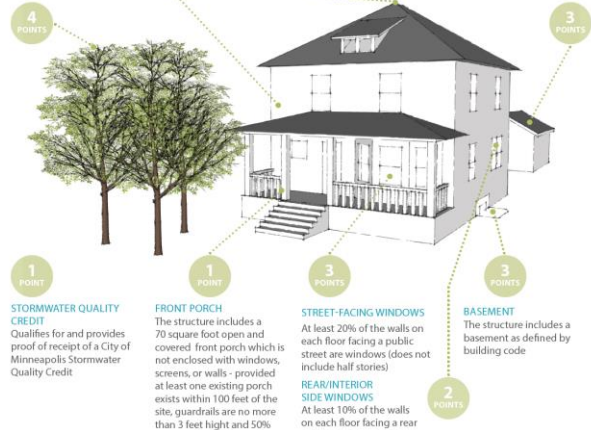 4
POINTS
3
POINTS
1
POINT
STORMWATER QUALITY
CREDIT
Qualifies for and provides
proof of receipt of a City of
Minneapolis Stormwater
Quality Credit
1
POINT
FRONT PORCH
The structure includes a
70 square foot open and
covered front porch which is
not enclosed with windows,
screens, or walls - provided
at least one existing porch
exists within 100 feet of the
site, guardrails are no more
than 3 feet hight and 50%
3
POINTS
STREET-FACING WINDOWS
At least 20% of the walls on
each floor facing a public
street are windows (does not
include half stories)
REAR/INTERIOR
SIDE WINDOWS
At least 10% of the walls
on each floor facing a rear
2
POINTS
3
POINTS
BASEMENT
The structure includes a
basement as defined by
building code